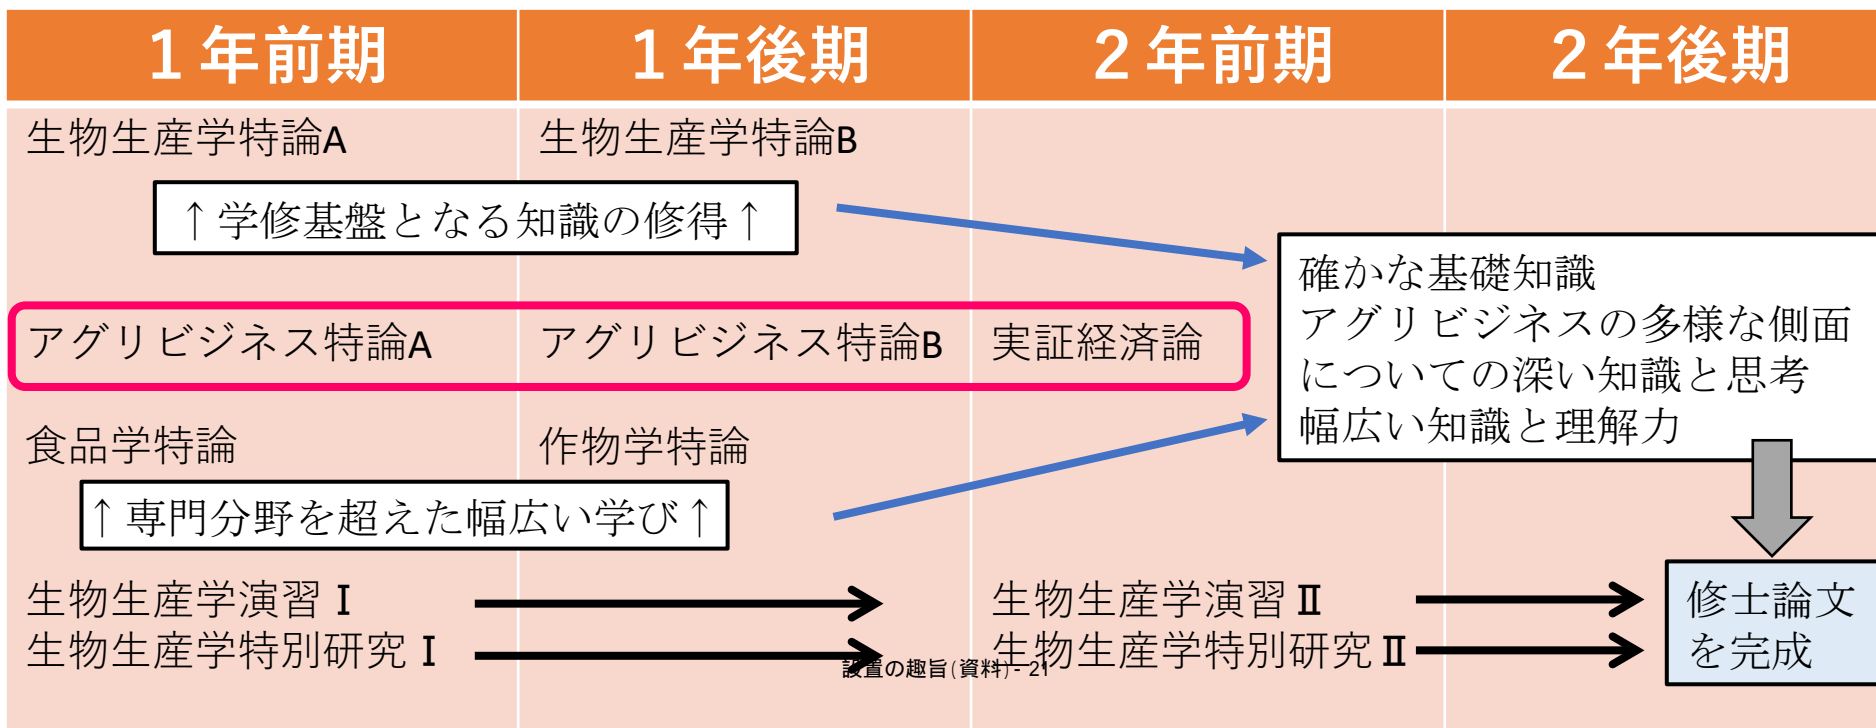 １年前期 １年後期 ２年前期 ２年後期
生物生産学特論A 生物生産学特論B
↑学修基盤となる知識の修得↑
確かな基礎知識
アグリビジネスの多様な側面
についての深い知識と思考
幅広い知識と理解力
アグリビジネス特論A アグリビジネス特論B 実証経済論
食品学特論 作物学特論
↑専門分野を超えた幅広い学び↑
生物生産学演習Ⅰ 生物生産学演習Ⅱ
生物生産学特別研究Ⅰ 生物生産学特別研究Ⅱ
修士論文
を完成
設置の趣旨(資料)- 21